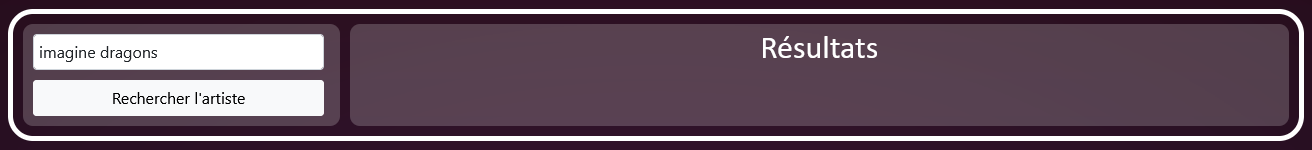 imagine dragons
Rechercher l'artiste
Résultats